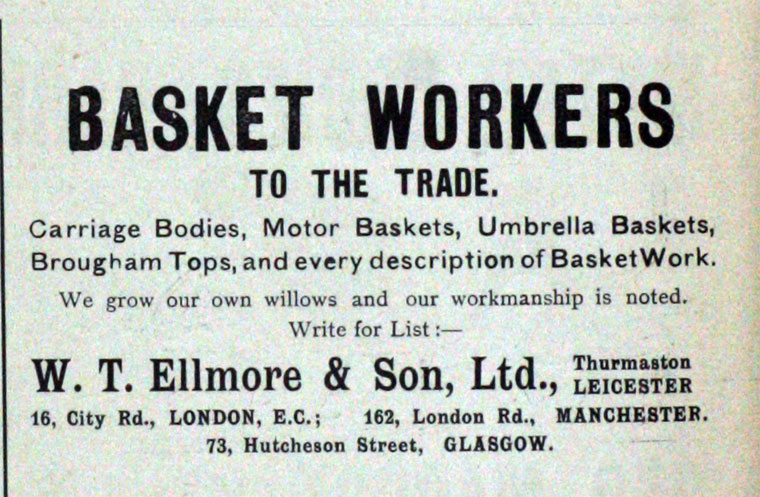 BASKET WORKERS
TO THE TRADE.
Carriage Bodies, Motor Baskets, Umbrella Baskets,
Brougham Tops, and every description of Basket Work.
We grow our own willows and our workmanship is noted.
Write for List :—
W. T. Ellmore & Son, Ltd., Thurmaston
LEICESTER
16, City Rd., LONDON, E.C.; 162, London Rd., MANCHESTER.
73, Hutcheson Street, GLASGOW.